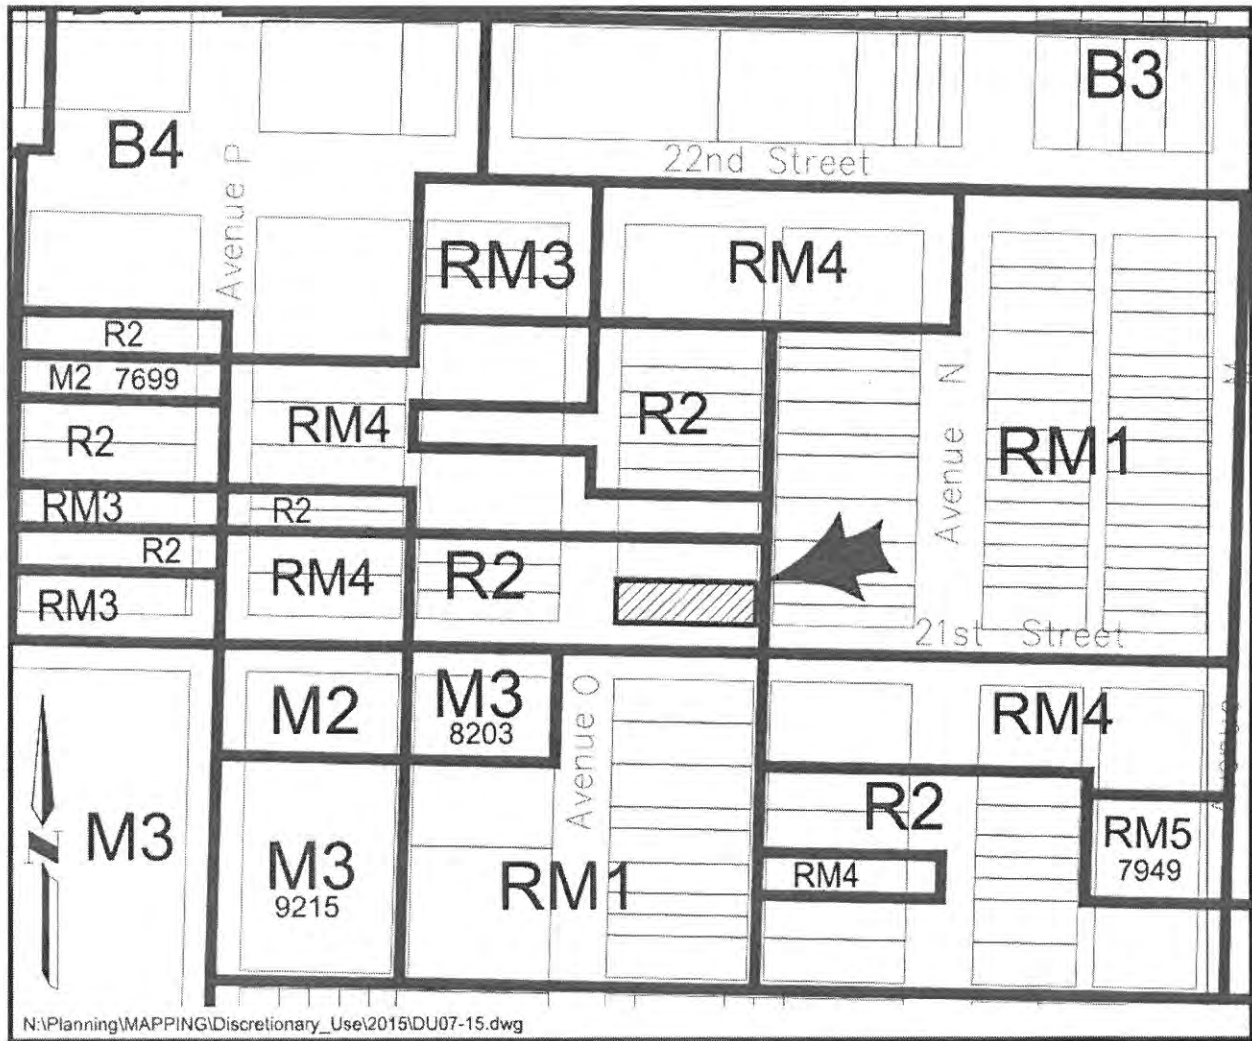 B3
B4
Avenue P
22nd Street
RM3
RM4
R2
M2 7699
R2
RM4
R2
Avenue N
RM1
M
RM3
R2
R2
RM3
RM4
R2
21st Street
M2
M3
8203
Avenue O
RM4
Avenue
M3
M3
9215
RM1
R2
RM4
RM5
7949
N
N:\Planning\MAPPING\Discretionary_Use\2015\DU07-15.dwg